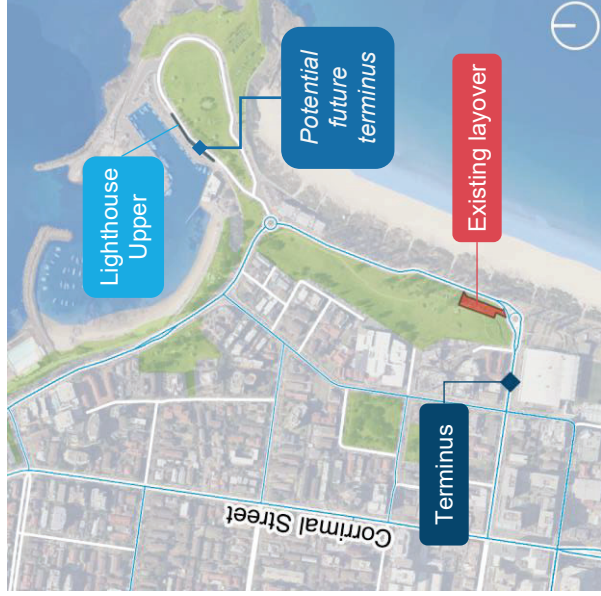 Lighthouse
Upper
Potential
future
terminus
Existing layover
Terminus
Corrimal Street